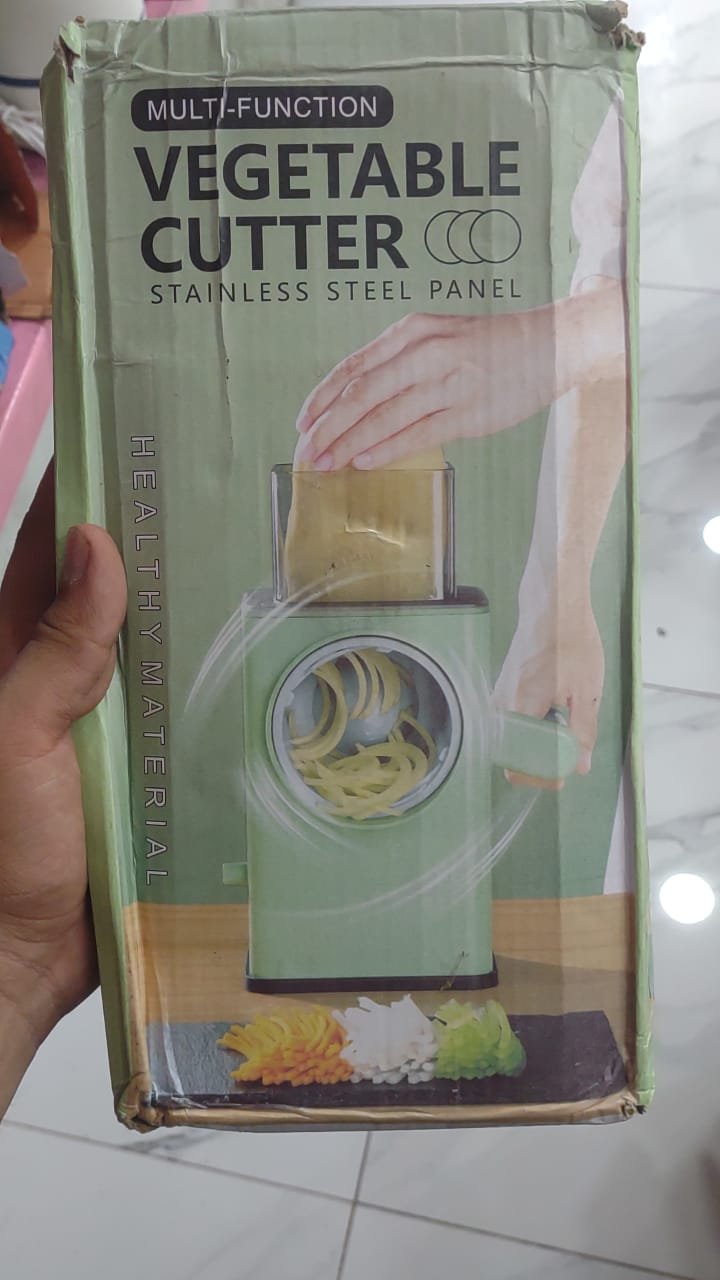 MULTI-FUNCTION
VEGETABLE
CUTTER
STAINLESS STEEL PANEL
HEALTHY MATERIAL